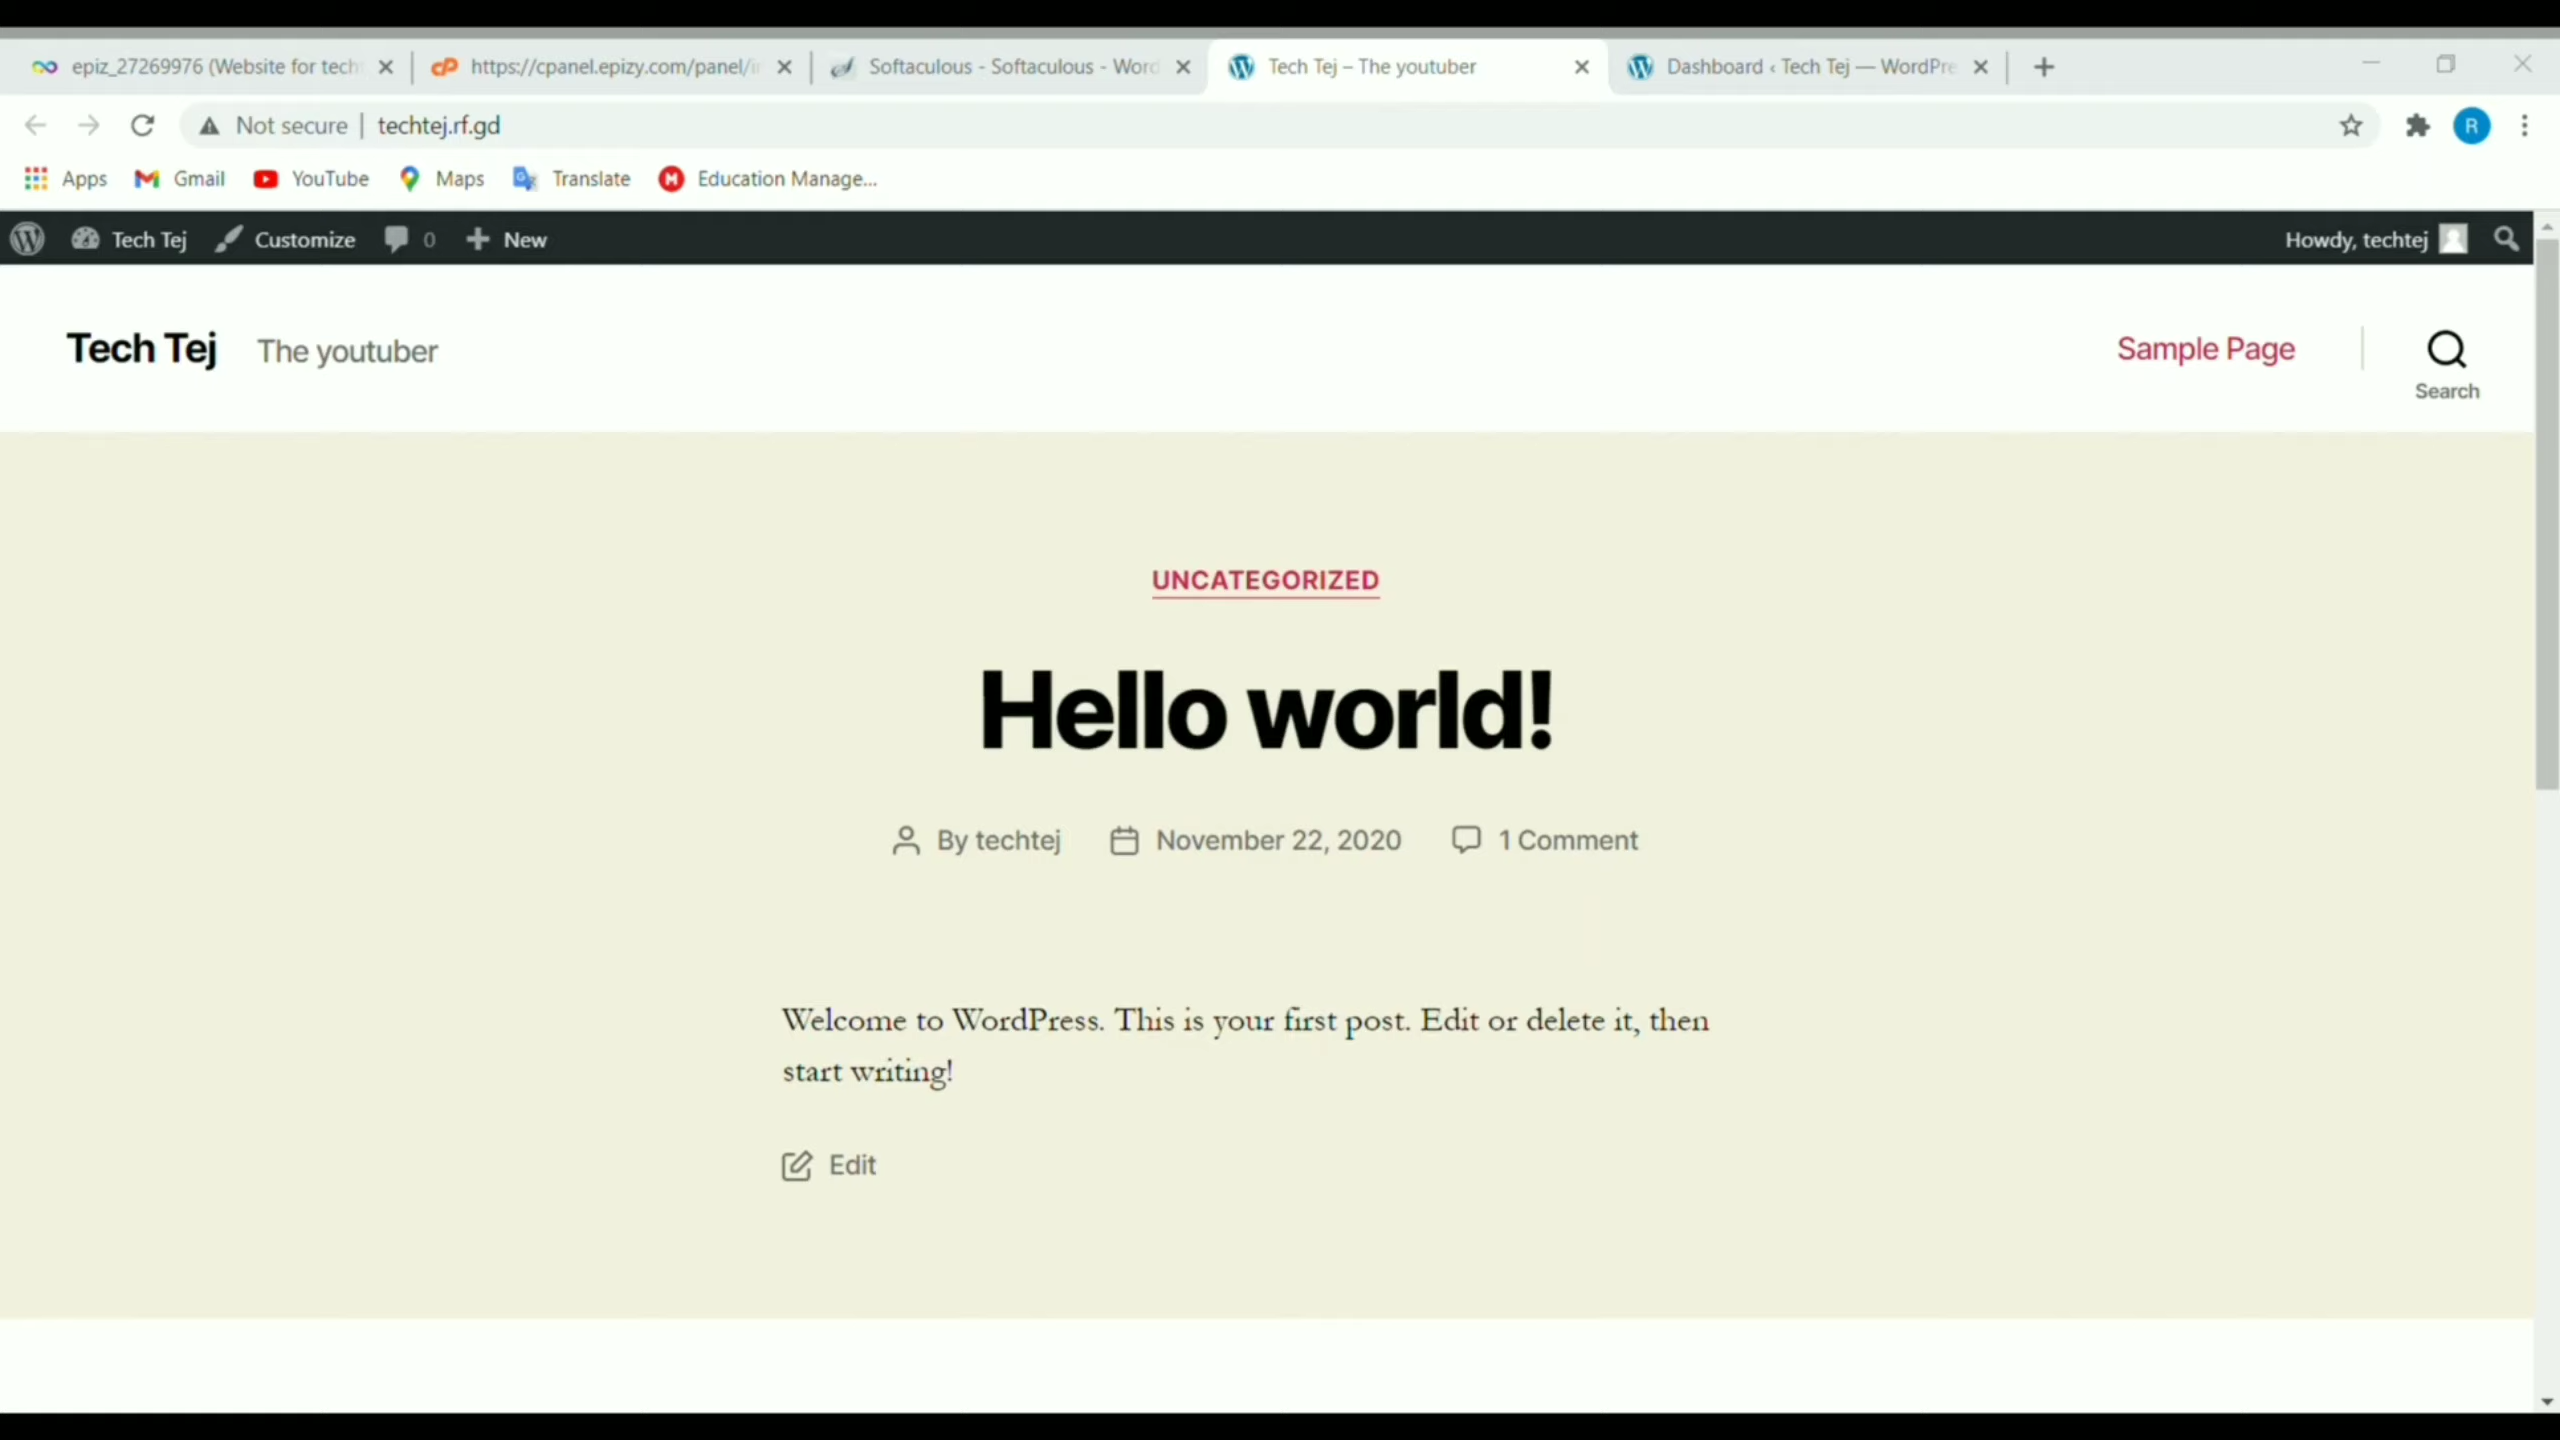 epiz_27269976 (Website for tech
https://cpanel.epizy.com/panel/
Softaculous - Softaculous - Word
Tech Tej – The youtuber
Dashboard ‹ Tech Tej — WordPre
Not secure | techtej.rf.gd
R
Apps Gmail YouTube Maps Translate Education Manage...
Tech Tej Customize 0 New Howdy, techtej
Tech Tej The youtuber Sample Page
Search
UNCATEGORIZED
Hello world!
By techtej November 22, 2020 1 Comment
Welcome to WordPress. This is your first post. Edit or delete it, then
start writing!
Edit